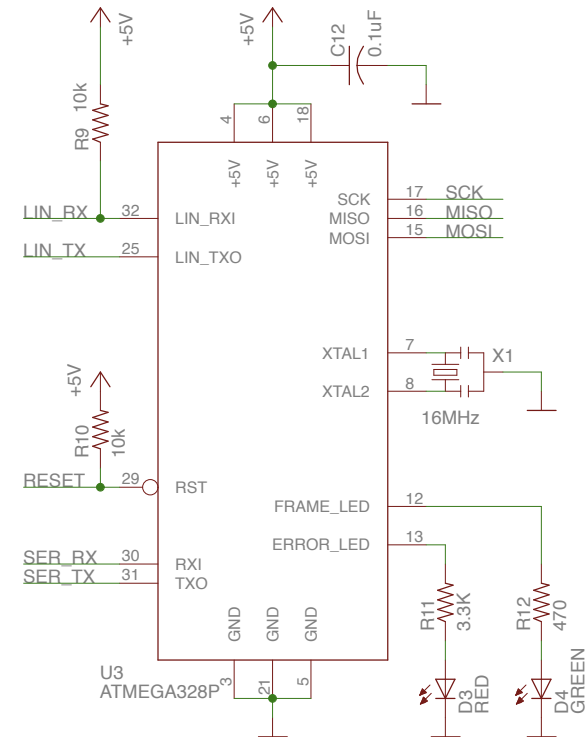 +5V
+5V
C12
0.1uF
R9
10k
4
6
18
+5V
+5V
+5V
LIN_RX
32
LIN_RXI
SCK
17
SCK
MISO
16
MISO
MOSI
15
MOSI
LIN_TX
25
LIN_TXO
XTAL1
7
X1
XTAL2
8
16MHz
+5V
R10
10k
RESET
29
RST
FRAME_LED
12
ERROR_LED
13
SER_RX
30
RXI
SER_TX
31
TXO
R11
3.3K
R12
470
GND
GND
GND
U3
ATMEGA328P
3
21
5
D3
RED
D4
GREEN